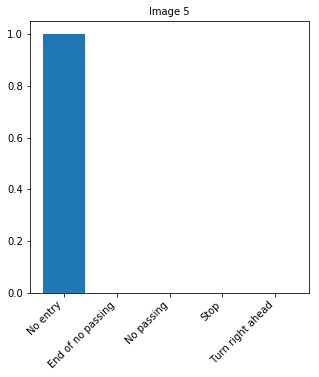 Image 5
1.0
0.8
0.6
0.4
0.2
0.0
No entry
End of no passing
No passing
Stop
Turn right ahead